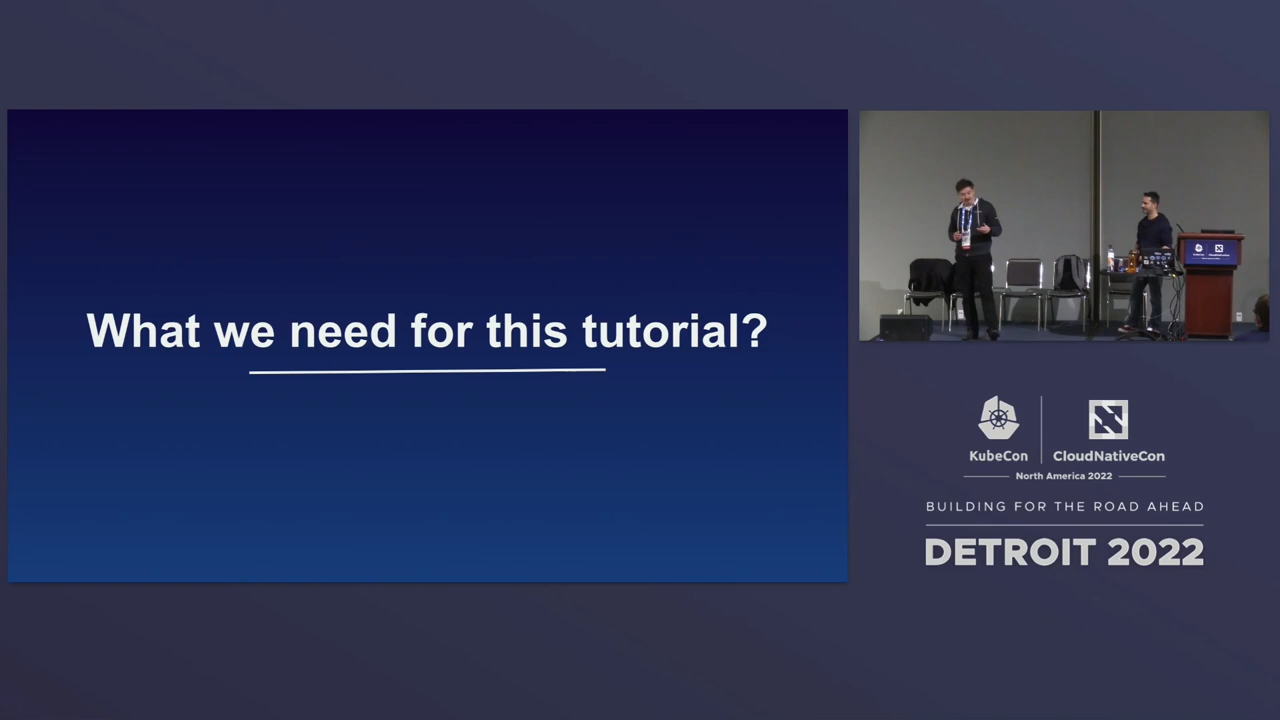 What we need for this tutorial?
KubeCon
CloudNativeCon
North America 2022
BUILDING FOR THE ROAD AHEAD
DETROIT 2022